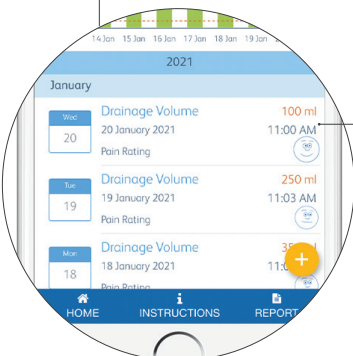 14 Jan 15 Jan 16 Jan 17 Jan 18 Jan 19 Jan
2021
January
Wed
20
Drainage Volume
100 ml
20 January 2021
11:00 AM
Pain Rating
Tue
19
Drainage Volume
250 ml
19 January 2021
11:03 AM
Pain Rating
Mon
18
Drainage Volume
18 January 2021
Pain Rating
HOME
INSTRUCTIONS
REPORT